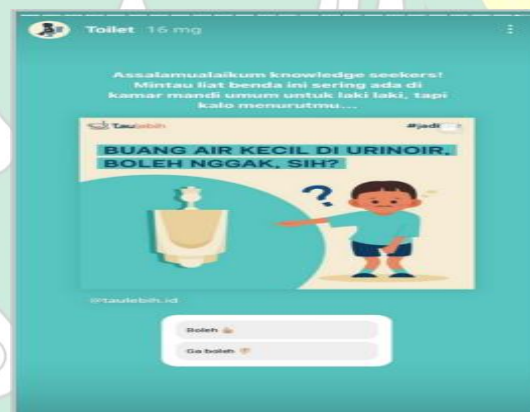 Toilet 16 mg
Assalamualaikum knowledge seekers!
Mintau liat benda ini sering ada di
kamar mandi umum untuk laki laki, tapi
kalo menurutmu...
Taulebih
#jadi
BUANG AIR KECIL DI URINOIR,
BOLEH NGGAK, SIH?
?
@taulebih.id
Boleh 👍
Ga boleh 👎